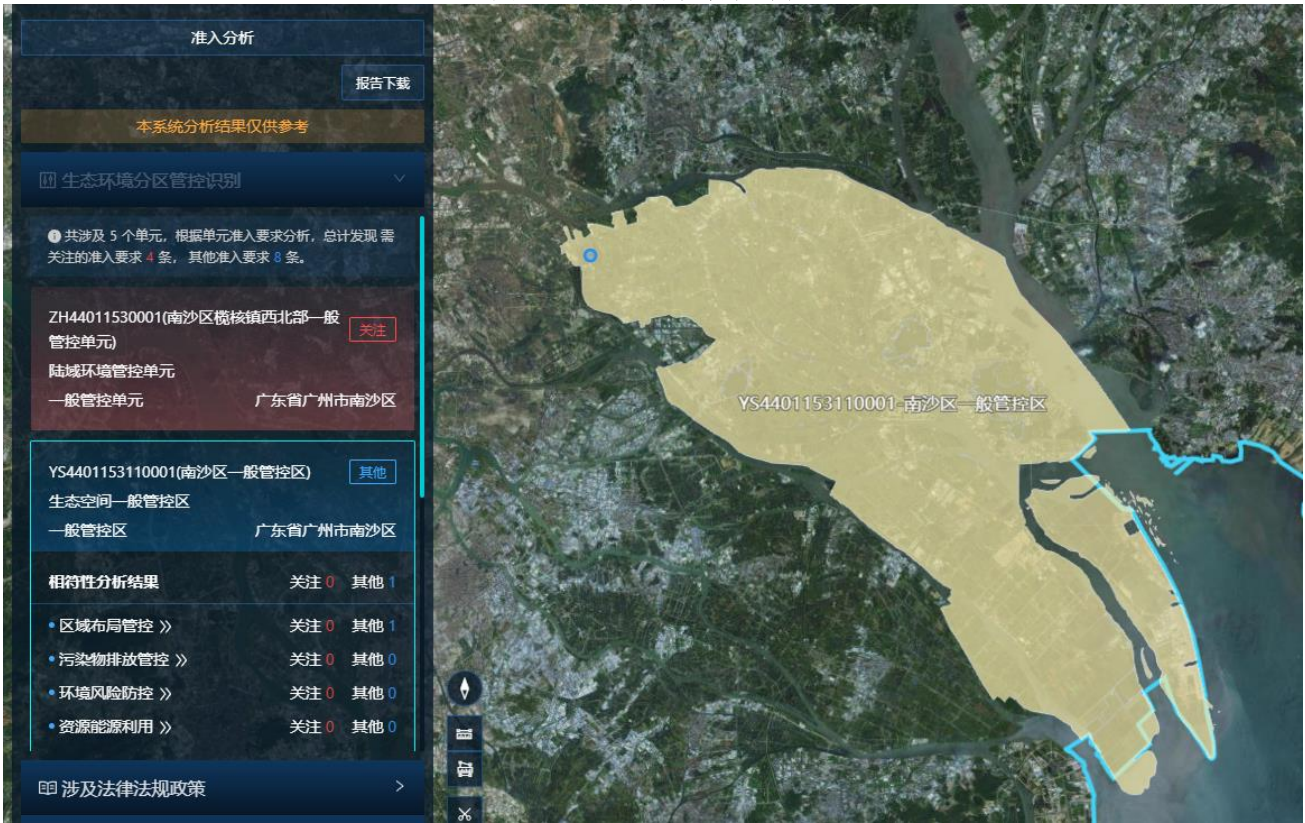 准入分析
报告下载
本系统分析结果仅供参考
生态环境分区管控识别
共涉及 5 个单元，根据单元准入要求分析，总计发现 需
关注的准入要求 4 条， 其他准入要求 8 条。
ZH44011530001(南沙区榄核镇西北部一般
管控单元)
关注
陆域环境管控单元
一般管控单元 广东省广州市南沙区
YS4401153110001(南沙区一般管控区) 其他
生态空间一般管控区
一般管控区 广东省广州市南沙区
相符性分析结果 关注 0 其他 1
区域布局管控 》 关注 0 其他 1
污染物排放管控 》 关注 0 其他 0
环境风险防控 》 关注 0 其他 0
资源能源利用 》 关注 0 其他 0
涉及法律法规政策
YS4401153110001-南沙区一般管控区